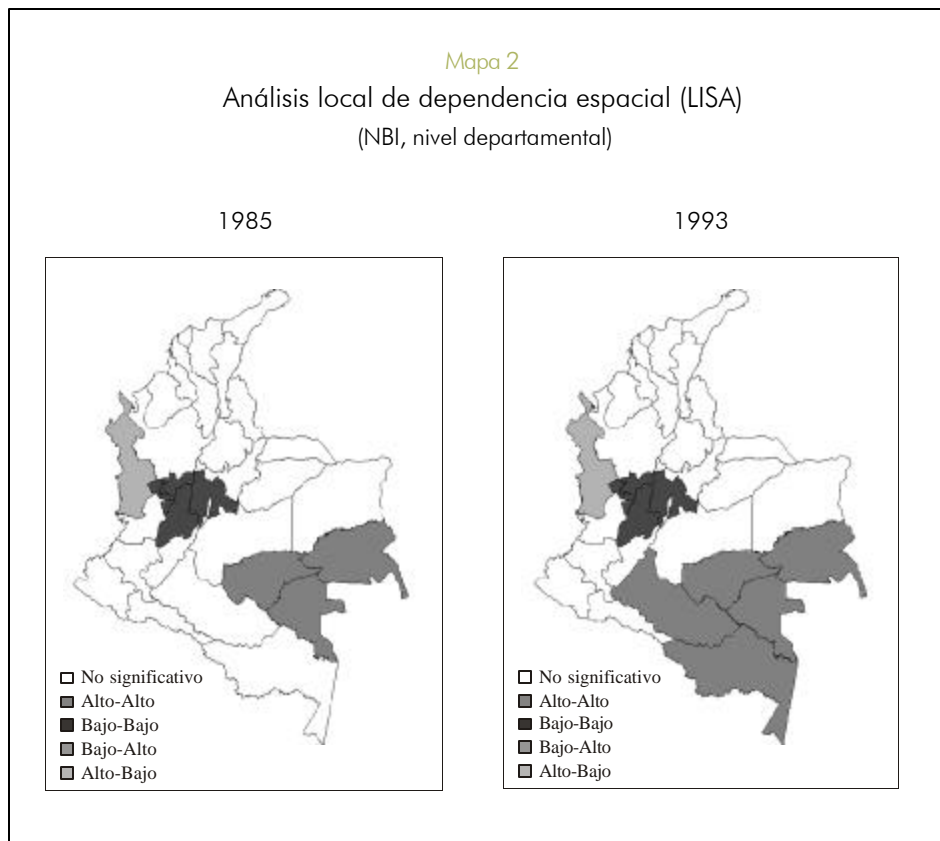 Mapa 2
Análisis local de dependencia espacial (LISA)
(NBI, nivel departamental)
1985
No significativo
Alto-Alto
Bajo-Bajo
Bajo-Alto
Alto-Bajo
1993
No significativo
Alto-Alto
Bajo-Bajo
Bajo-Alto
Alto-Bajo